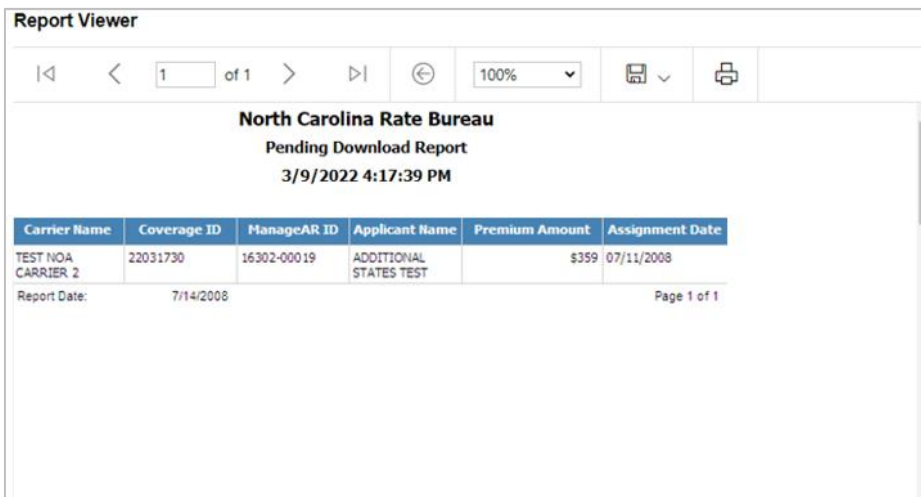 Report Viewer
1 of 1 100%
North Carolina Rate Bureau
Pending Download Report
3/9/2022 4:17:39 PM
Carrier Name Coverage ID ManageAR ID Applicant Name Premium Amount Assignment Date
TEST NOA 22031730 16302-00019 ADDITIONAL $359 07/11/2008
CARRIER 2 STATES TEST
Report Date: 7/14/2008 Page 1 of 1